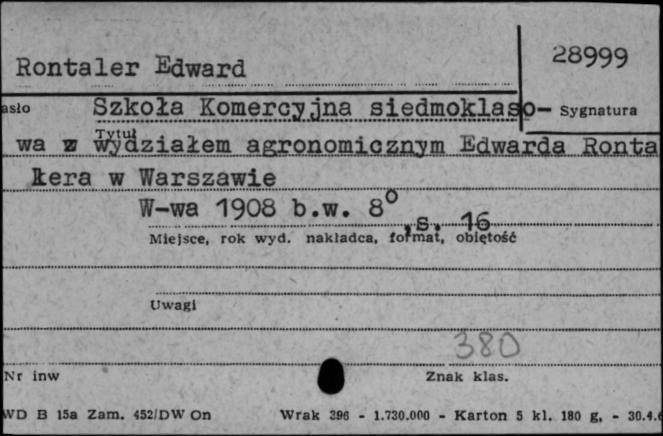 28999
Rontaler Edward
asło Szkoła Komercyjna siedmoklaso- Sygnatura
Tytuł
wa z wydziałem agronomicznym Edwarda Ronta
lera w Warszawie
W-wa 1908 b.w. 8° , s. 16
Miejsce, rok wyd. nakładca, format, objętość
Uwagi
380
Nr inw Znak klas.
WD B 15a Zam. 452/DW On Wrak 396 - 1.730.000 - Karton 5 kl. 180 g. - 30.4.6